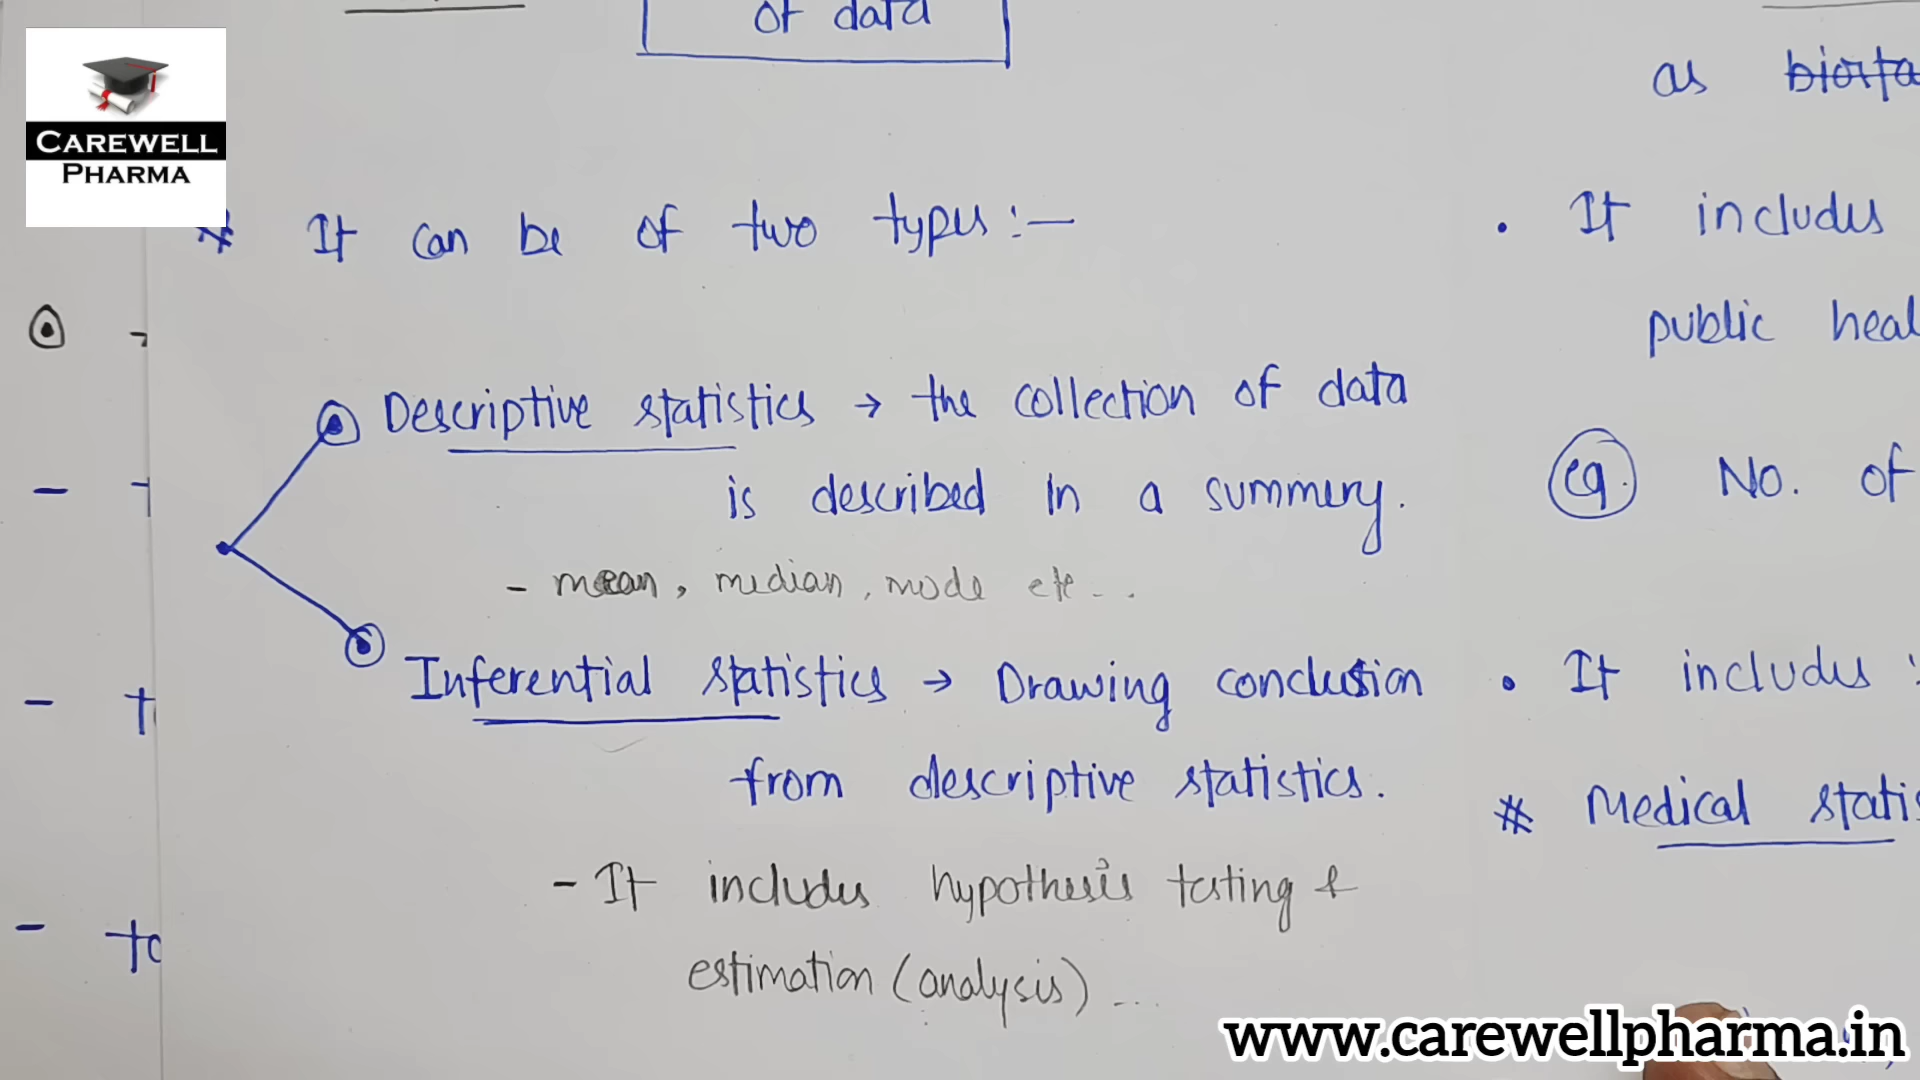 of data
CAREWELL
PHARMA
* It can be of two types :-
Descriptive statistics → the collection of data
is described in a summery.
- mean, median, mode etc...
Inferential statistics → Drawing conclusion
from descriptive statistics.
- It includes hypothesis testing &
estimation (analysis) ...
as
• It includes
public heal
eg. No. of
• It includes :
* Medical statis
www.carewellpharma.in